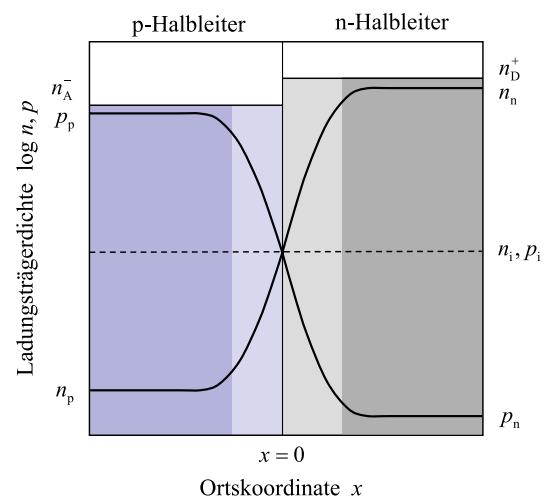 p-Halbleiter
n-Halbleiter
n_A^-
p_p
n_p
Ladungsträgerdichte log n, p
n_D^+
n_n
n_i, p_i
p_n
x = 0
Ortskoordinate x